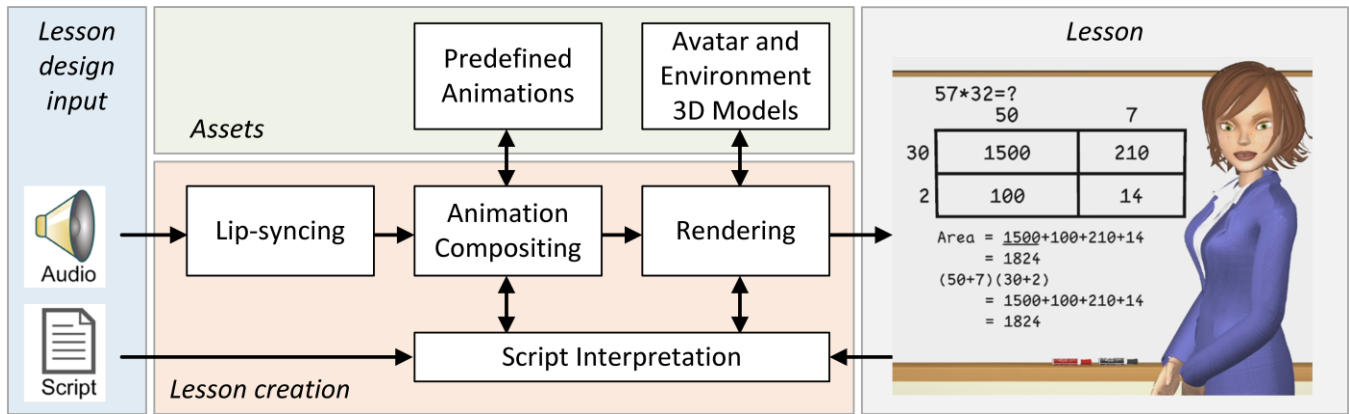 Lesson
design
input
Audio
Script
Assets
Predefined
Animations
Avatar and
Environment
3D Models
Lip-syncing
Animation
Compositing
Rendering
Script Interpretation
Lesson creation
Lesson
57*32=?
50 7
30 1500 210
2 100 14
Area = 1500+100+210+14
= 1824
(50+7)(30+2)
= 1500+100+210+14
= 1824